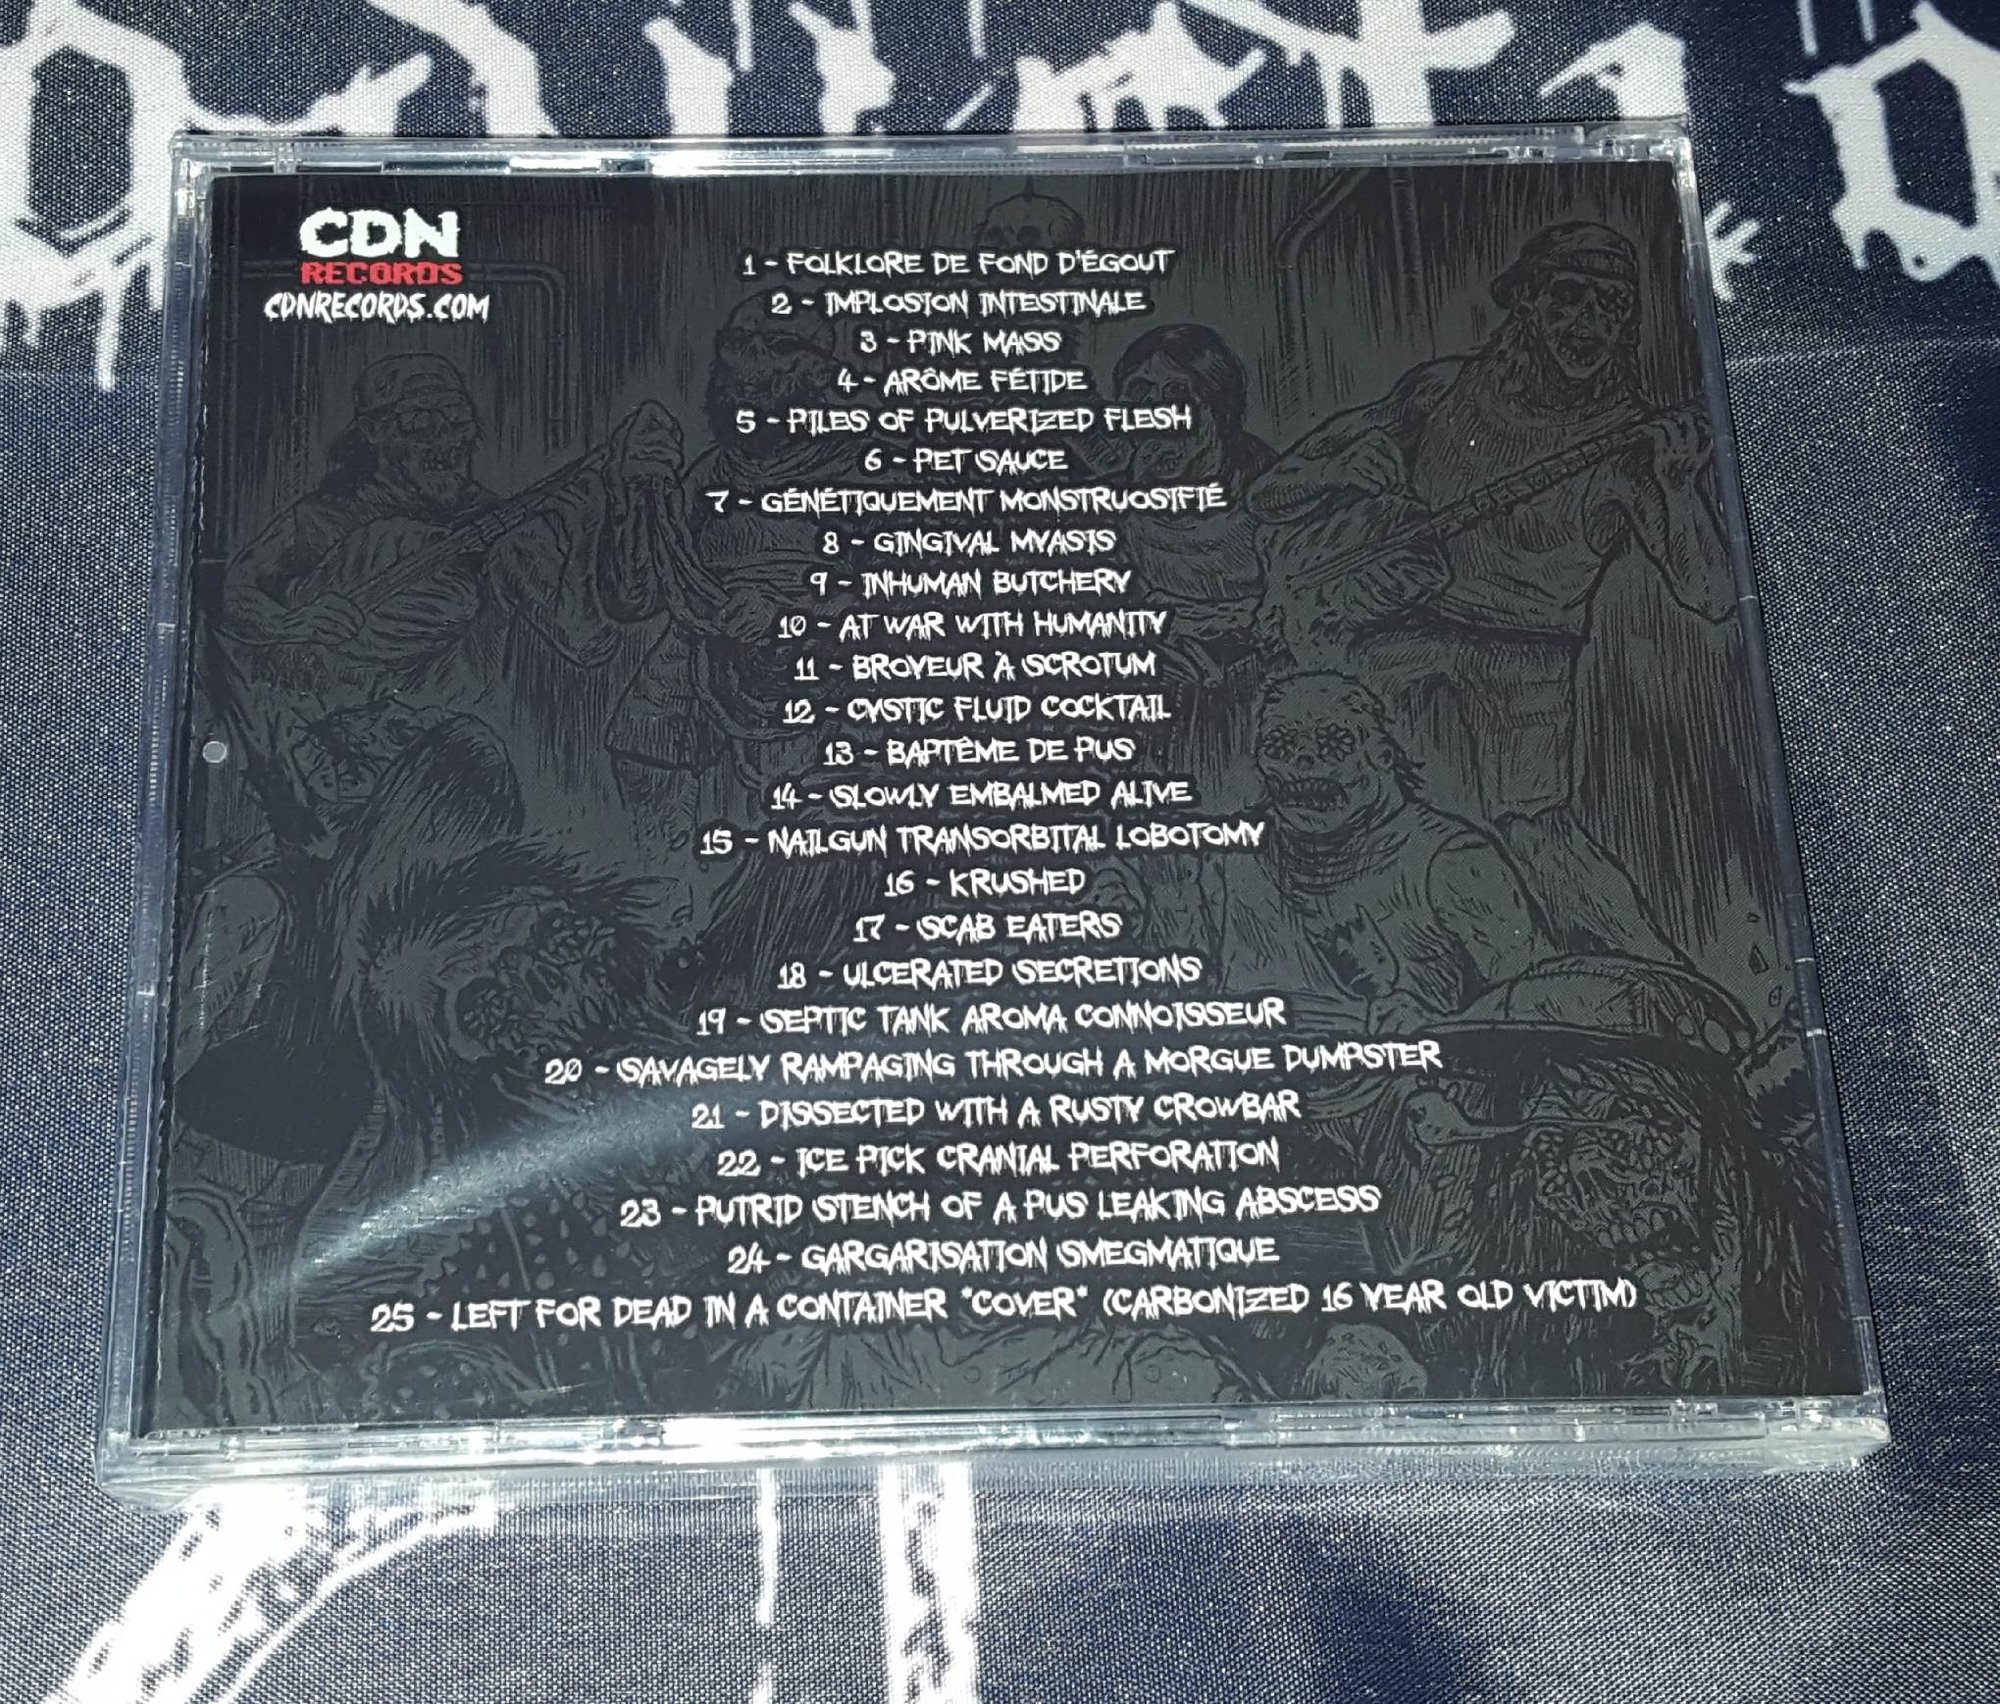 CDN
RECORDS
CDNRECORDS.COM
1 - FOLKLORE DE FOND D'ÉGOUT
2 - IMPLOSION INTESTINALE
3 - PINK MASS
4 - ARÔME FÉTIDE
5 - PILES OF PULVERIZED FLESH
6 - PET SAUCE
7 - GÉNÉTIQUEMENT MONSTRUOSIFIÉ
8 - GINGIVAL MYASIS
9 - INHUMAN BUTCHERY
10 - AT WAR WITH HUMANITY
11 - BROYEUR À SCROTUM
12 - CYSTIC FLUID COCKTAIL
13 - BAPTÊME DE PUS
14 - SLOWLY EMBALMED ALIVE
15 - NAILGUN TRANSORBITAL LOBOTOMY
16 - KRUSHED
17 - SCAB EATERS
18 - ULCERATED SECRETIONS
19 - SEPTIC TANK AROMA CONNOISSEUR
20 - SAVAGELY RAMPAGING THROUGH A MORGUE DUMPSTER
21 - DISSECTED WITH A RUSTY CROWBAR
22 - ICE PICK CRANIAL PERFORATION
23 - PUTRID STENCH OF A PUS LEAKING ABSCESS
24 - GARGARISATION SMEGMATIQUE
25 - LEFT FOR DEAD IN A CONTAINER "COVER" (CARBONIZED 16 YEAR OLD VICTIM)